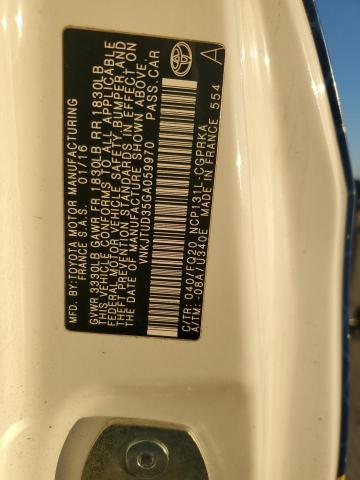 MFD. BY: TOYOTA MOTOR MANUFACTURING
FRANCE S.A.S. 01/16
GVWR 3330LB GAWR FR 1830LB RR 1830LB
THIS VEHICLE CONFORMS TO ALL APPLICABLE
FEDERAL MOTOR VEHICLE SAFETY, BUMPER, AND
THEFT PREVENTION STANDARDS IN EFFECT ON
THE DATE OF MANUFACTURE SHOWN ABOVE.
VNKJTUD35GA059970 PASS.CAR
C/TR: 040/FQ20 NCP131L-CGPRKA
A/TM: -08A/U340E MADE IN FRANCE 554
A